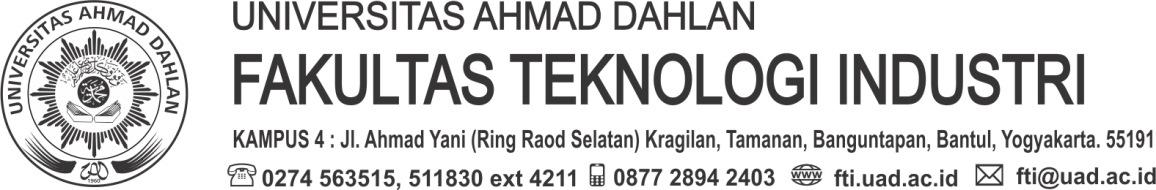 UNIVERSITAS AHMAD DAHLAN
1960
UNIVERSITAS AHMAD DAHLAN
FAKULTAS TEKNOLOGI INDUSTRI
KAMPUS 4 : Jl. Ahmad Yani (Ring Raod Selatan) Kragilan, Tamanan, Banguntapan, Bantul, Yogyakarta. 55191
0274 563515, 511830 ext 4211 0877 2894 2403 WWW fti.uad.ac.id fti@uad.ac.id